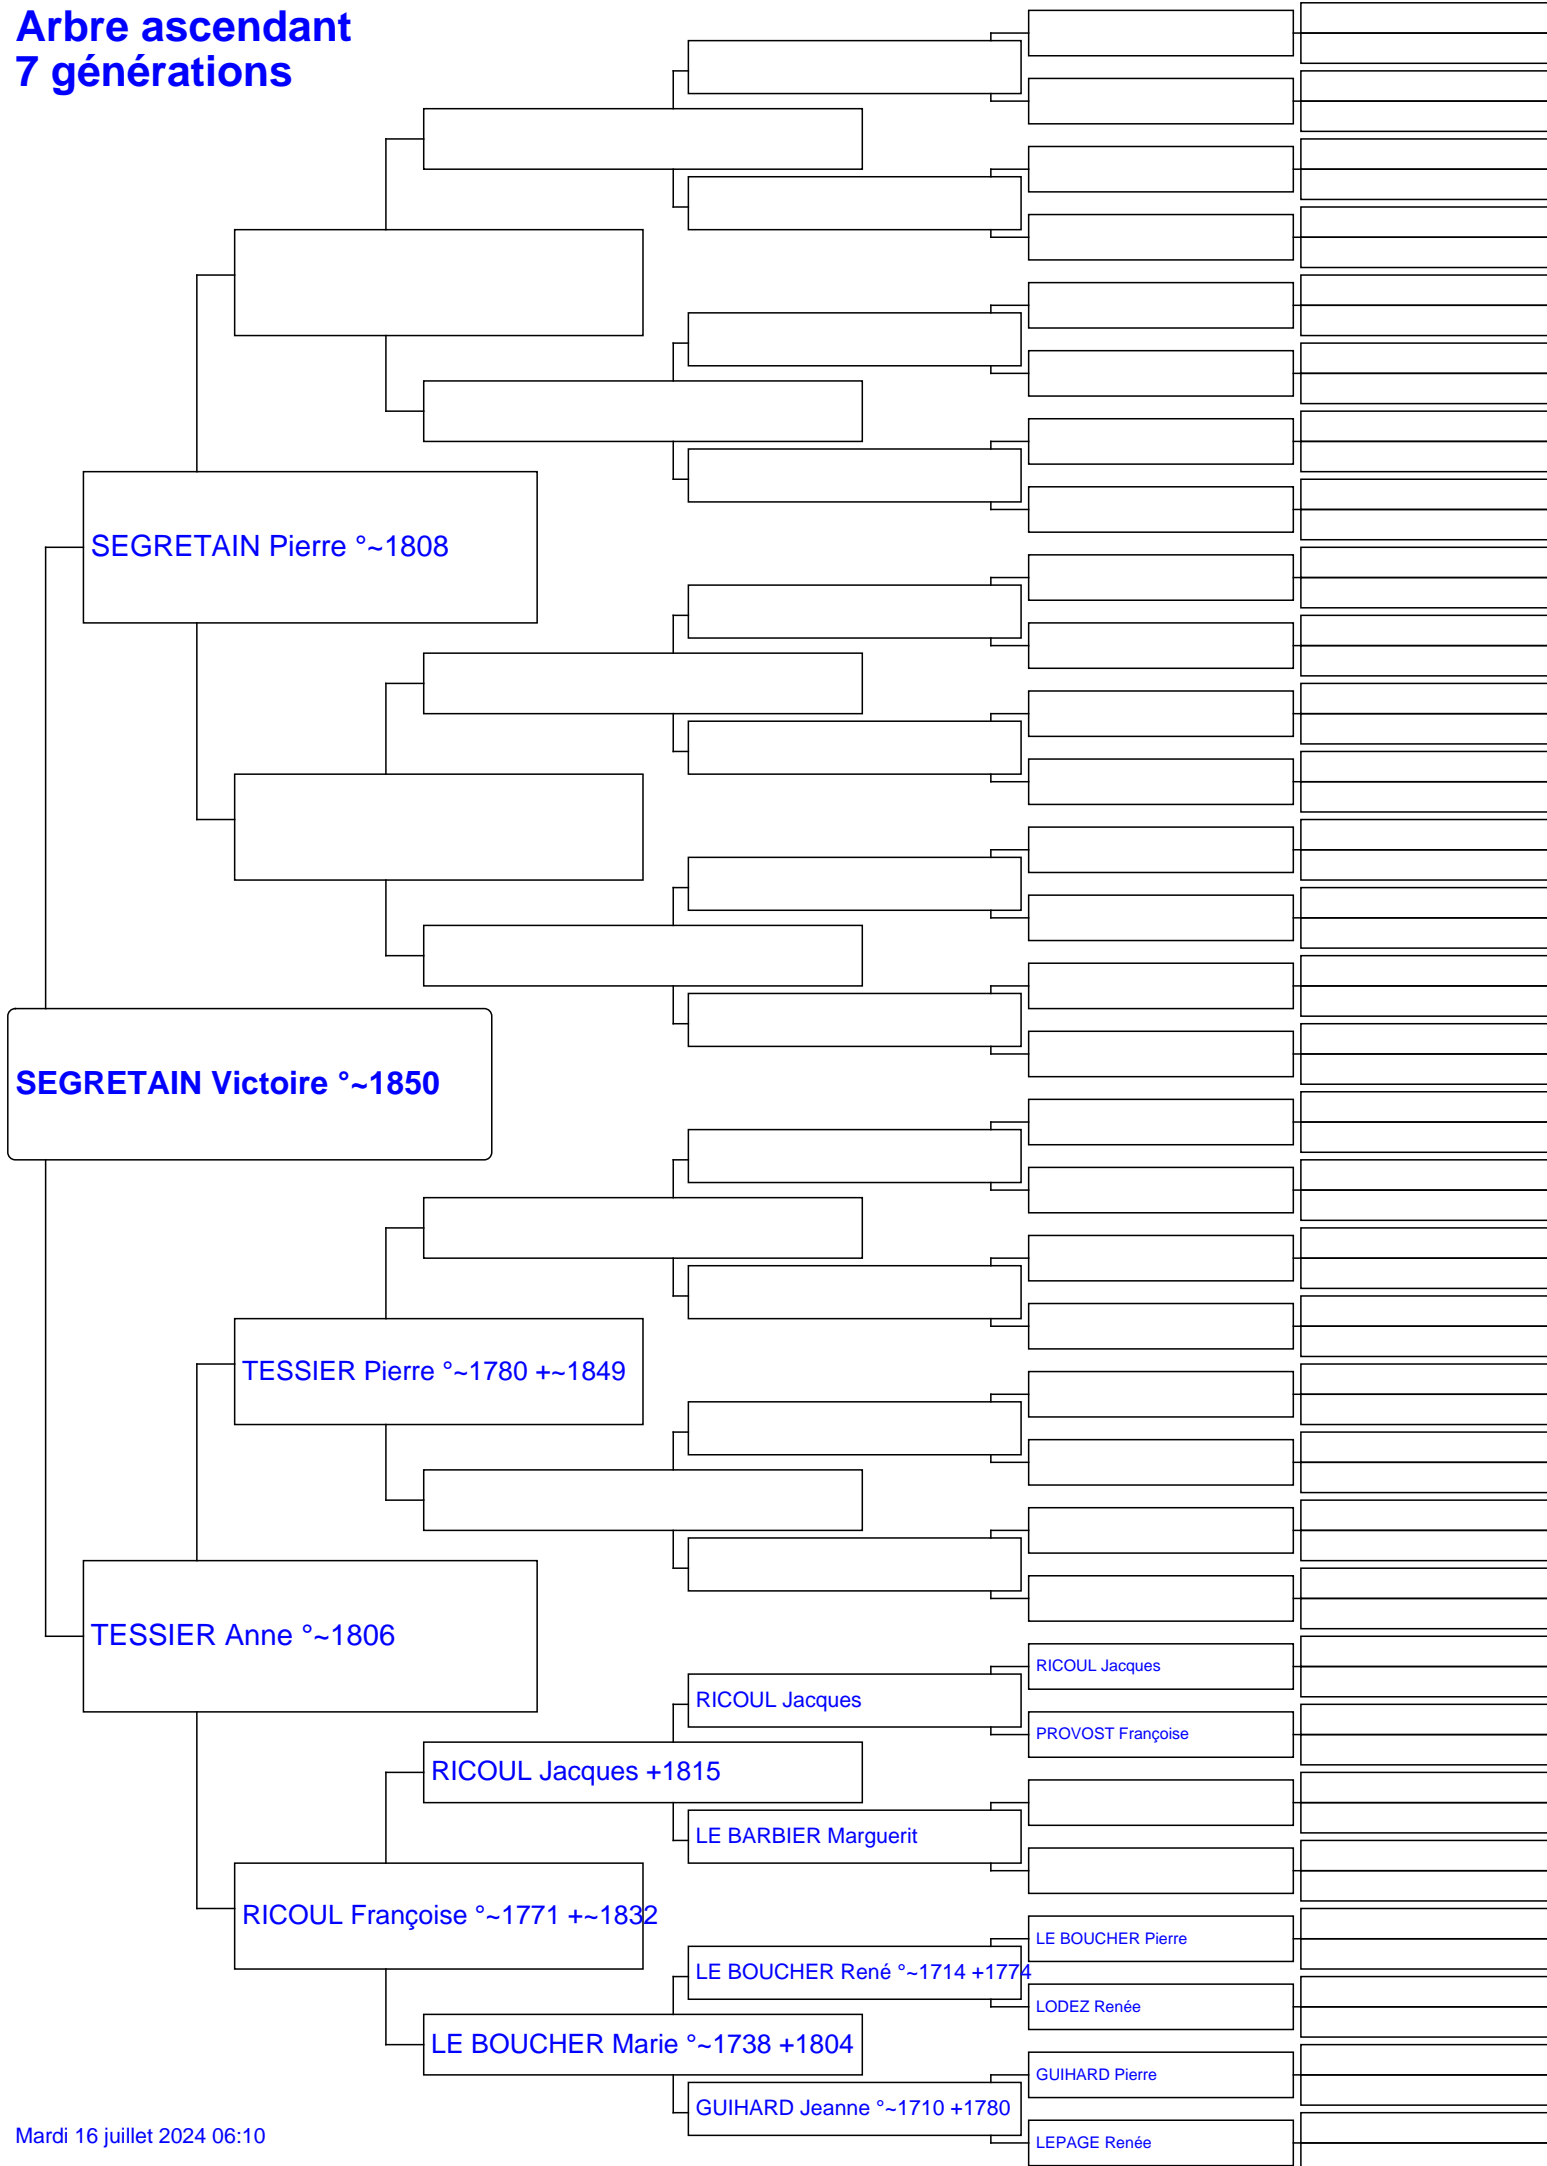 Arbre ascendant
7 générations
SEGRETAIN Pierre °~1808
SEGRETAIN Victoire °~1850
TESSIER Pierre °~1780 +~1849
TESSIER Anne °~1806
RICOUL Jacques
RICOUL Jacques
PROVOST Françoise
RICOUL Jacques +1815
LE BARBIER Marguerit
RICOUL Françoise °~1771 +~1832
LE BOUCHER Pierre
LE BOUCHER René °~1714 +1774
LODEZ Renée
LE BOUCHER Marie °~1738 +1804
GUIHARD Pierre
GUIHARD Jeanne °~1710 +1780
LEPAGE Renée
Mardi 16 juillet 2024 06:10